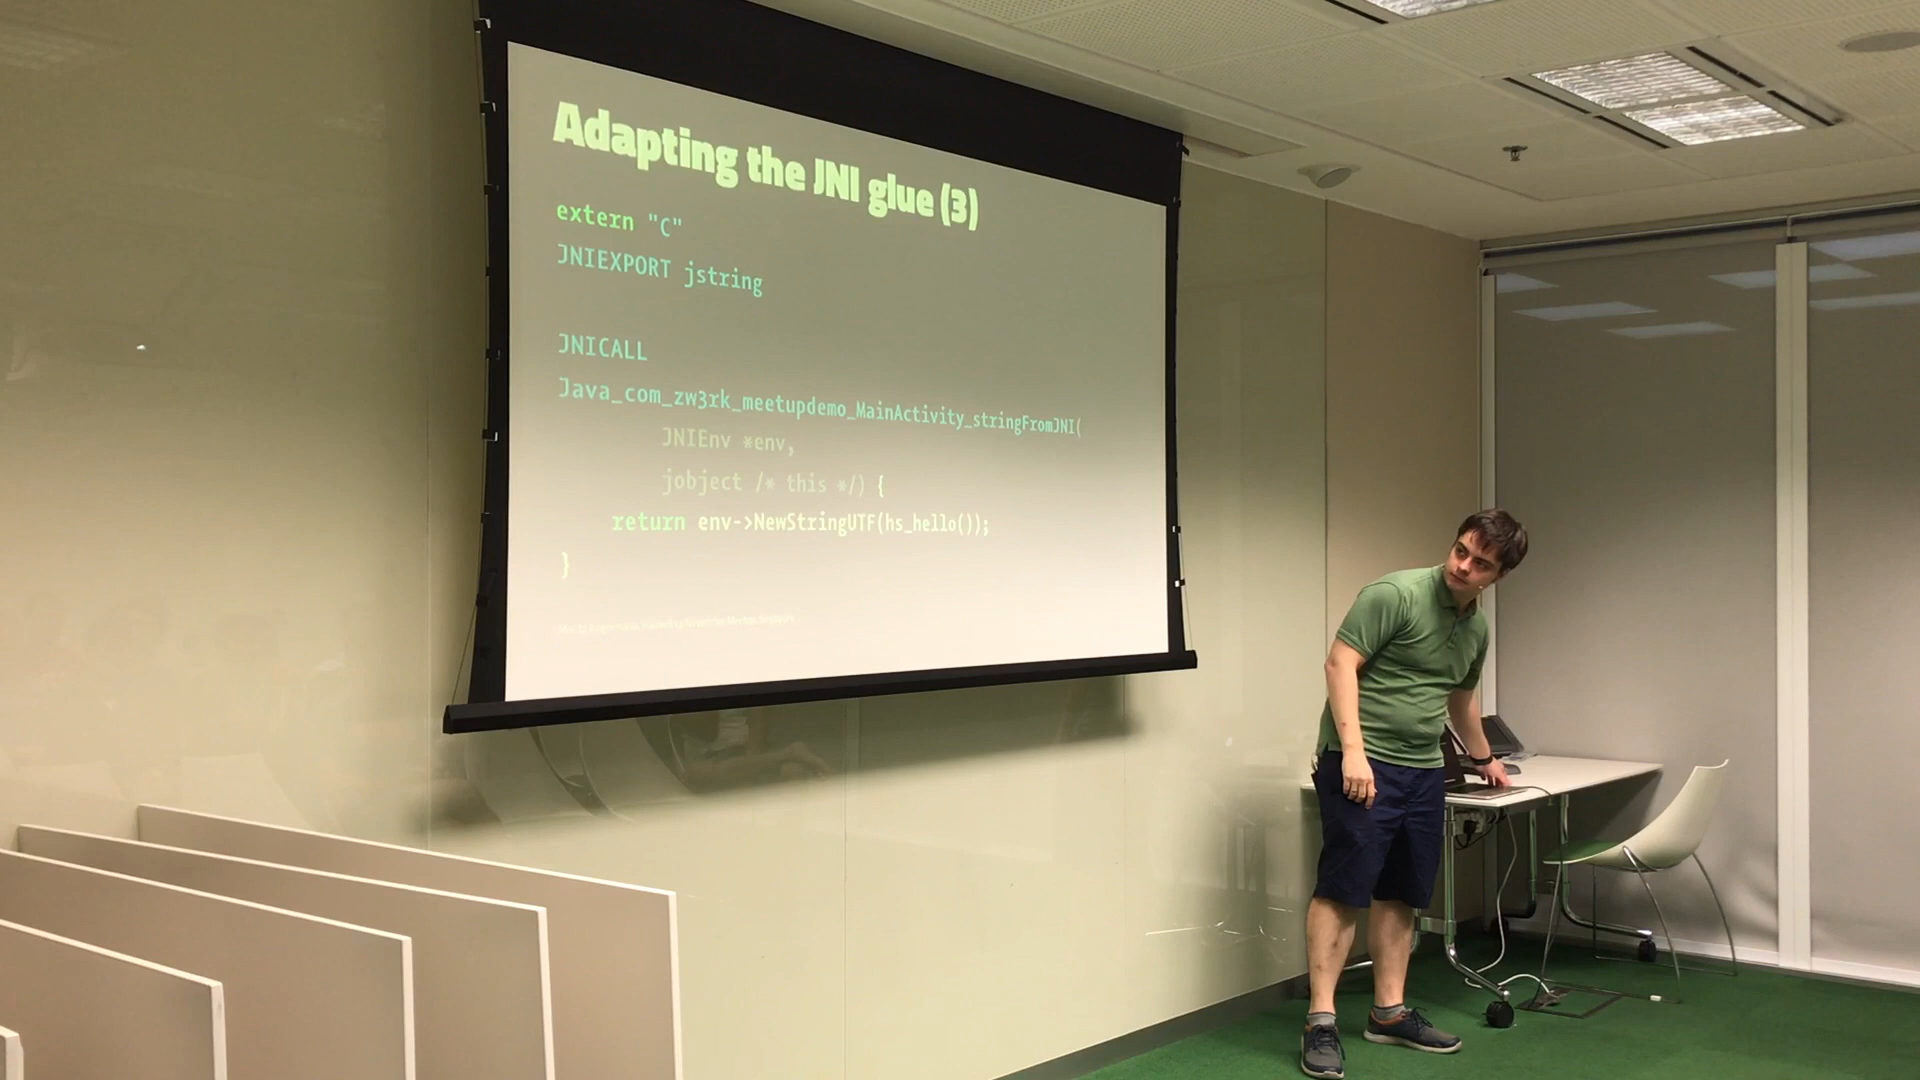 Adapting the JNI glue (3)
extern "C"
JNIEXPORT jstring
JNICALL
Java_com_zw3rk_meetupdemo_MainActivity_stringFromJNI(
JNIEnv *env,
jobject /* this */) {
return env->NewStringUTF(hs_hello());
}